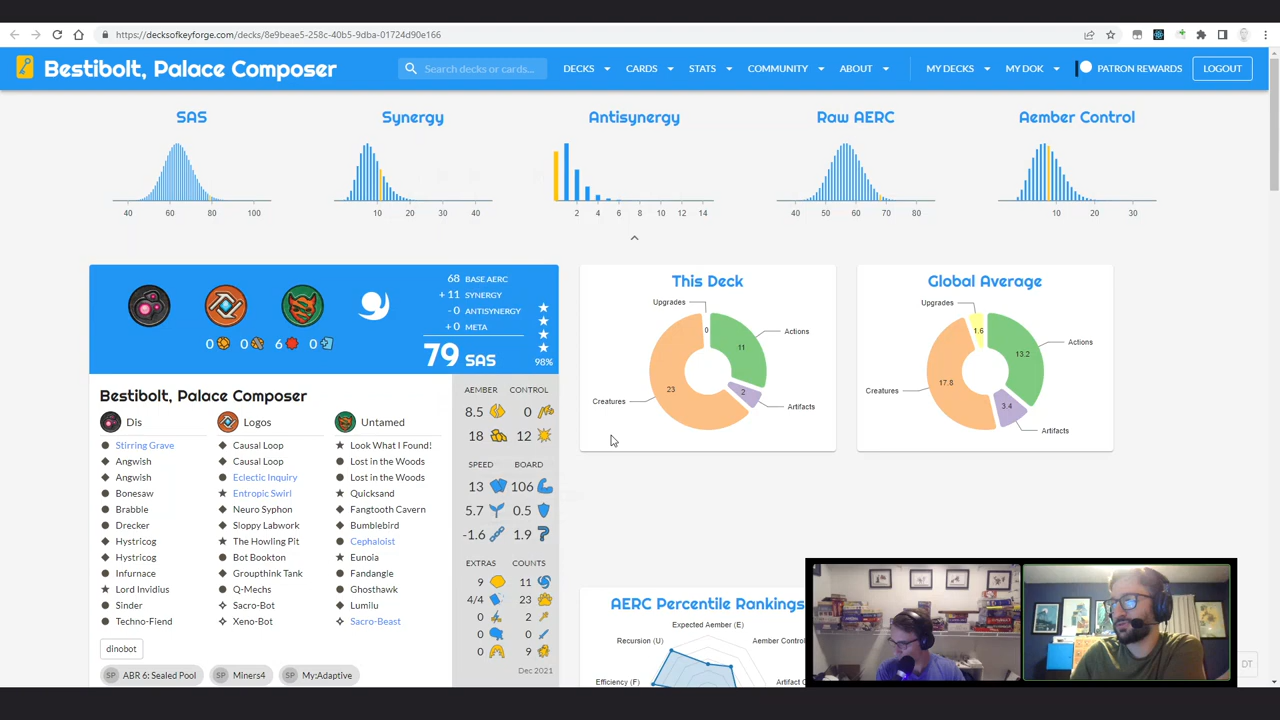 https://decksofkeyforge.com/decks/8e9beae5-258c-40b5-9dba-01724d90e166
Bestibolt, Palace Composer
Search decks or cards...
DECKS
CARDS
STATS
COMMUNITY
ABOUT
MY DECKS
MY DOK
PATRON REWARDS
LOGOUT
SAS
Synergy
Antisynergy
Raw AERC
Aember Control
40 60 80 100
10 20 30 40
2 4 6 8 10 12 14
40 50 60 70 80
10 20 30
68 BASE AERC
+ 11 SYNERGY
- 0 ANTISYNERGY
+ 0 META
79 SAS
98%
0 0 6 0
Bestibolt, Palace Composer
Dis
Stirring Grave
Angwish
Angwish
Bonesaw
Brabble
Drecker
Hystricog
Hystricog
Infurnace
Lord Invidius
Sinder
Techno-Fiend
Logos
Causal Loop
Causal Loop
Eclectic Inquiry
Entropic Swirl
Neuro Syphon
Sloppy Labwork
The Howling Pit
Bot Bookton
Groupthink Tank
Q-Mechs
Sacro-Bot
Xeno-Bot
Untamed
Look What I Found!
Lost in the Woods
Lost in the Woods
Quicksand
Fangtooth Cavern
Bumblebird
Cephaloist
Eunoia
Fandangle
Ghosthawk
Lumilu
Sacro-Beast
dinobot
SP ABR 6: Sealed Pool
SP Miners4
SP My:Adaptive
AEMBER CONTROL
8.5 0
18 12
SPEED BOARD
13 106
5.7 0.5
-1.6 1.9
EXTRAS COUNTS
9 11
4/4 23
0 2
0 0
0 9
Dec 2021
This Deck
Upgrades
0
Actions
11
2
Artifacts
23
Creatures
Global Average
Upgrades
1.6
Actions
13.2
17.8
Creatures
3.4
Artifacts
AERC Percentile Rankings
Expected Aember (E)
Recursion (U)
Aember Contro
Efficiency (F)
Artifact C
DT